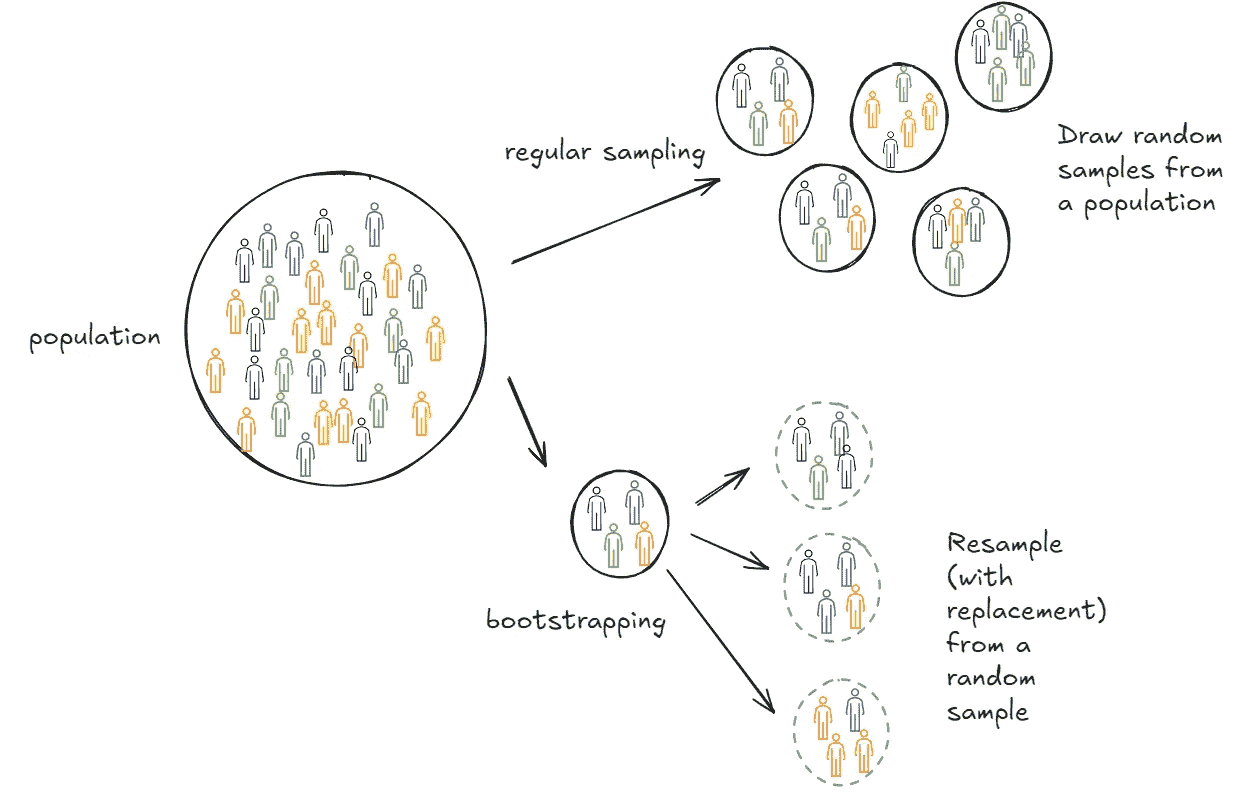 regular sampling
Draw random
samples from
a population
population
bootstrapping
Resample
(with
replacement)
from a
random
sample